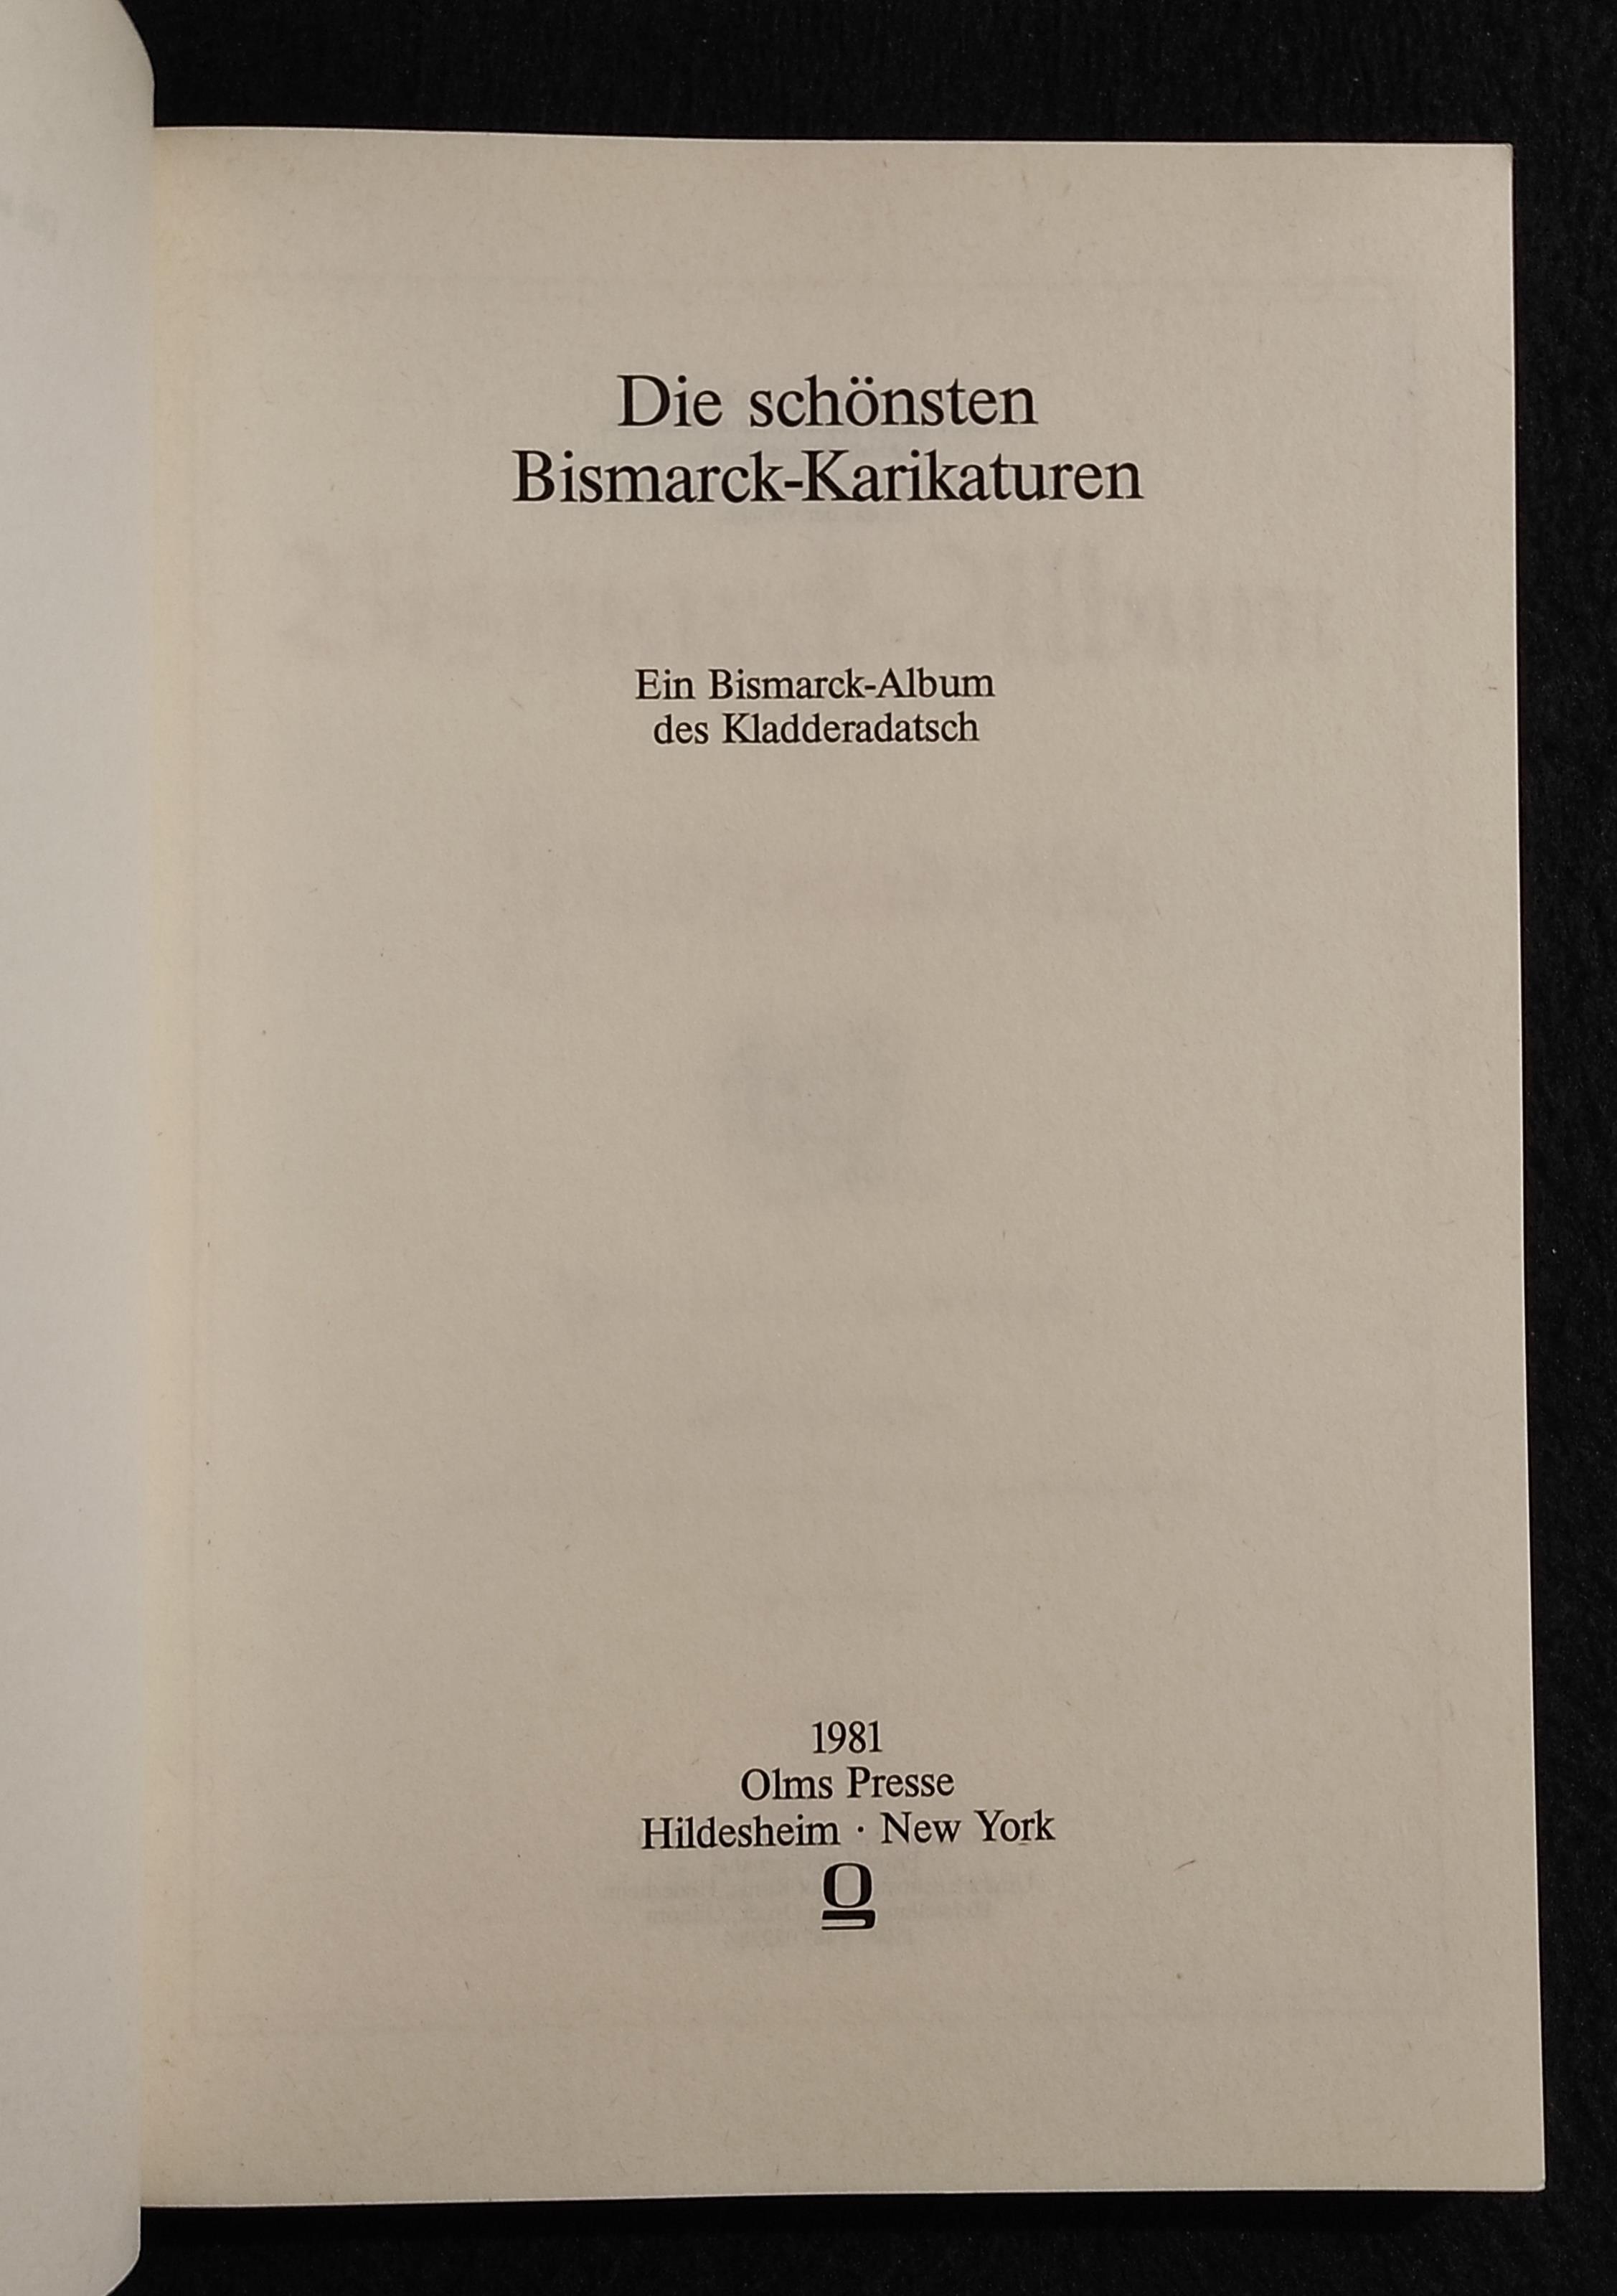 Die schönsten
Bismarck-Karikaturen
Ein Bismarck-Album
des Kladderadatsch
1981
Olms Presse
Hildesheim · New York